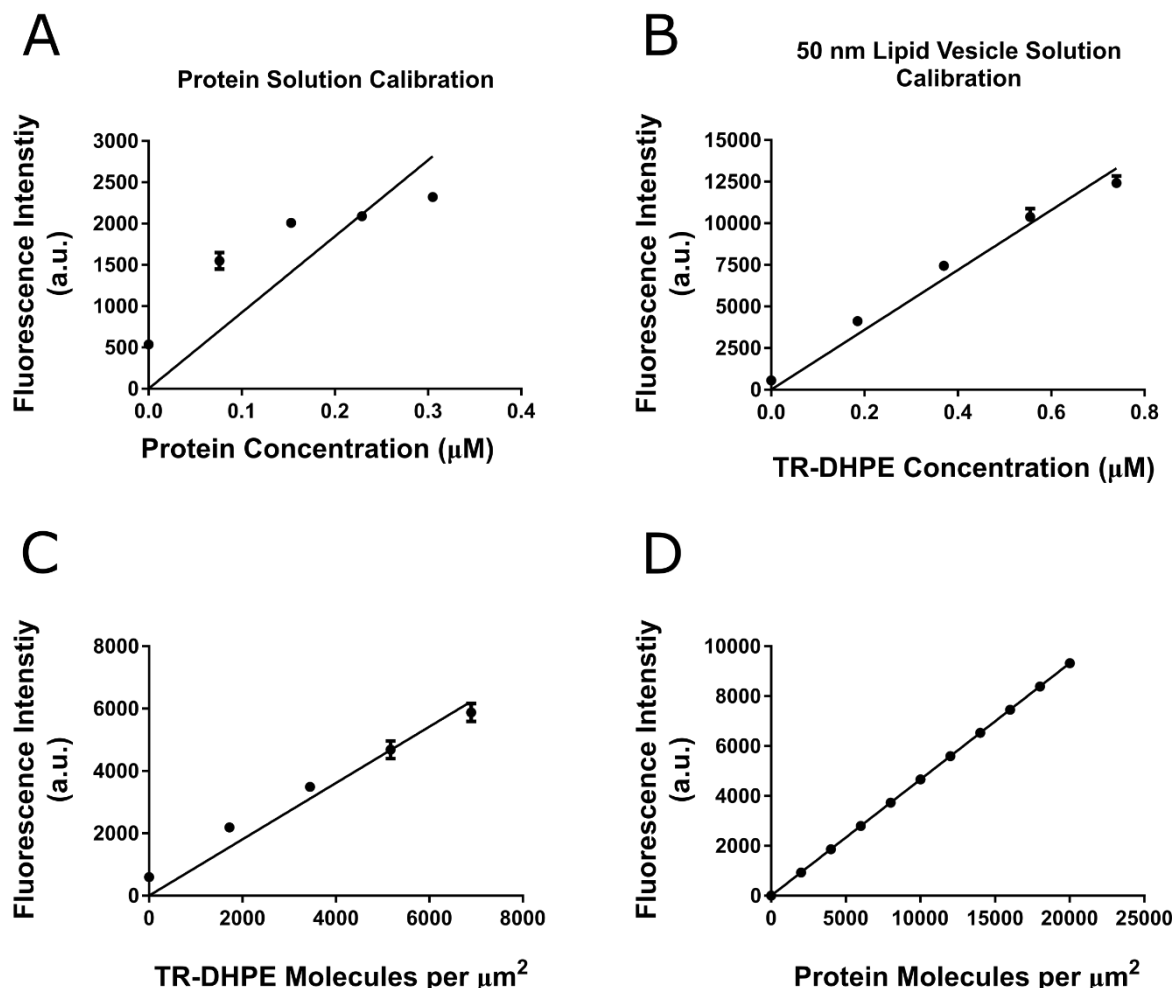 A
Protein Solution Calibration
Fluorescence Intenstiy
(a.u.)
3000
2500
2000
1500
1000
500
0
0.0 0.1 0.2 0.3 0.4
Protein Concentration (μM)
B
50 nm Lipid Vesicle Solution
Calibration
Fluorescence Intenstiy
(a.u.)
15000
12500
10000
7500
5000
2500
0
0.0 0.2 0.4 0.6 0.8
TR-DHPE Concentration (μM)
C
Fluorescence Intenstiy
(a.u.)
8000
6000
4000
2000
0
0 2000 4000 6000 8000
TR-DHPE Molecules per μm²
D
Fluorescence Intenstiy
(a.u.)
10000
8000
6000
4000
2000
0
0 5000 10000 15000 20000 25000
Protein Molecules per μm²